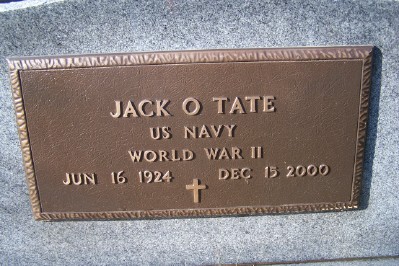 JACK O TATE
US NAVY
WORLD WAR II
JUN 16 1924 DEC 15 2000